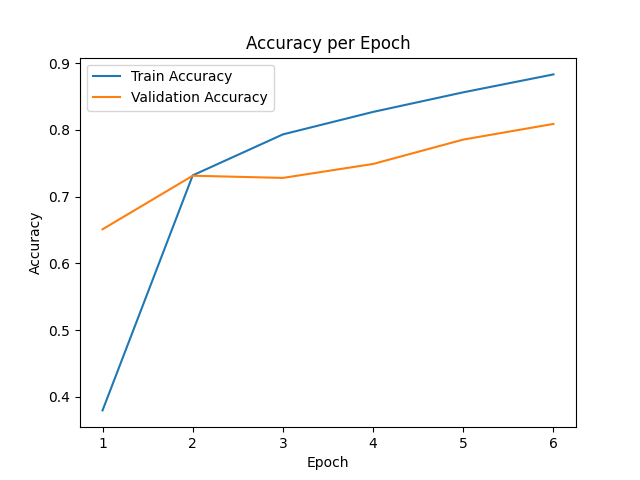 Accuracy per Epoch
Train Accuracy
Validation Accuracy
0.9
0.8
0.7
0.6
0.5
0.4
Accuracy
1 2 3 4 5 6
Epoch